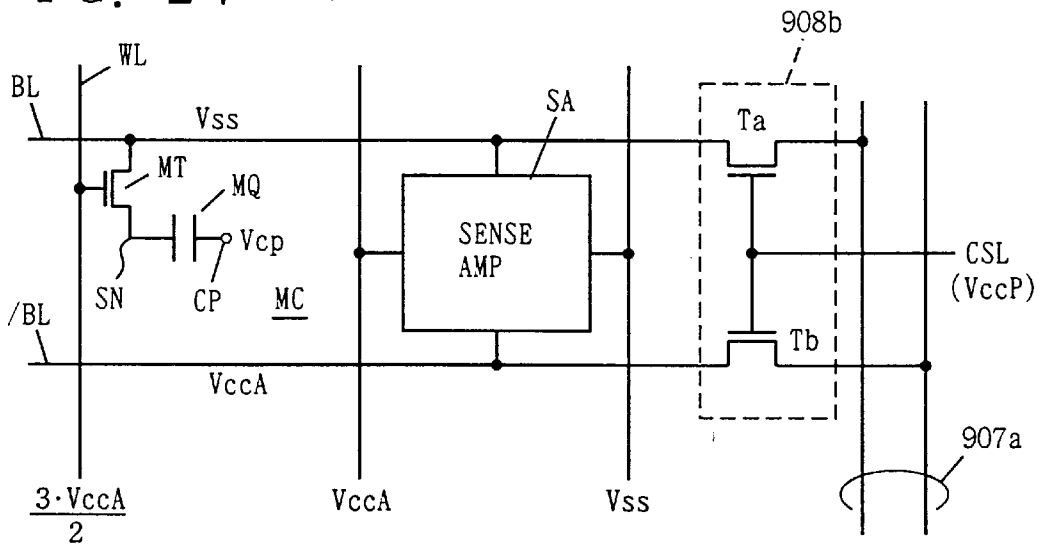 908b
WL
BL
Vss
SA
Ta
MT
MQ
Vcp
SENSE
AMP
CSL
(VccP)
SN
CP
MC
/BL
Tb
VccA
907a
3·VccA
2
VccA
Vss